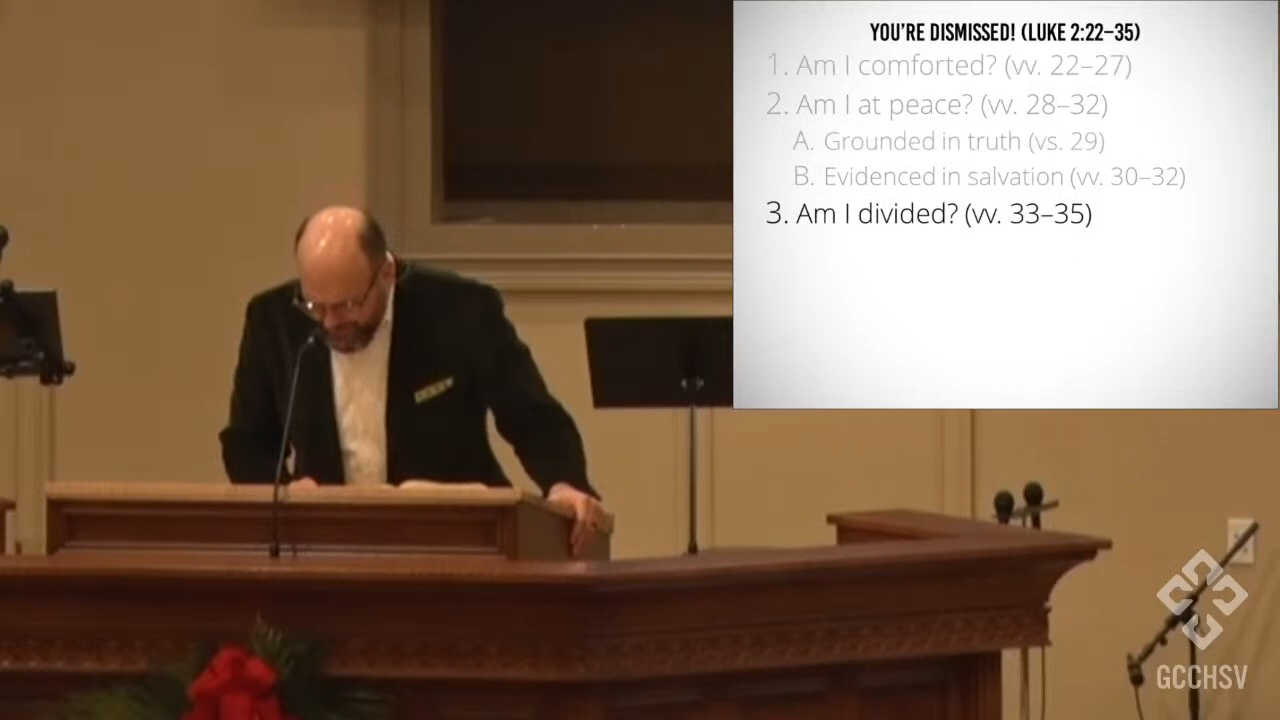 YOU'RE DISMISSED! (LUKE 2:22–35)
1. Am I comforted? (vv. 22–27)
2. Am I at peace? (vv. 28–32)
A. Grounded in truth (vs. 29)
B. Evidenced in salvation (vv. 30–32)
3. Am I divided? (vv. 33–35)
GCCHSV